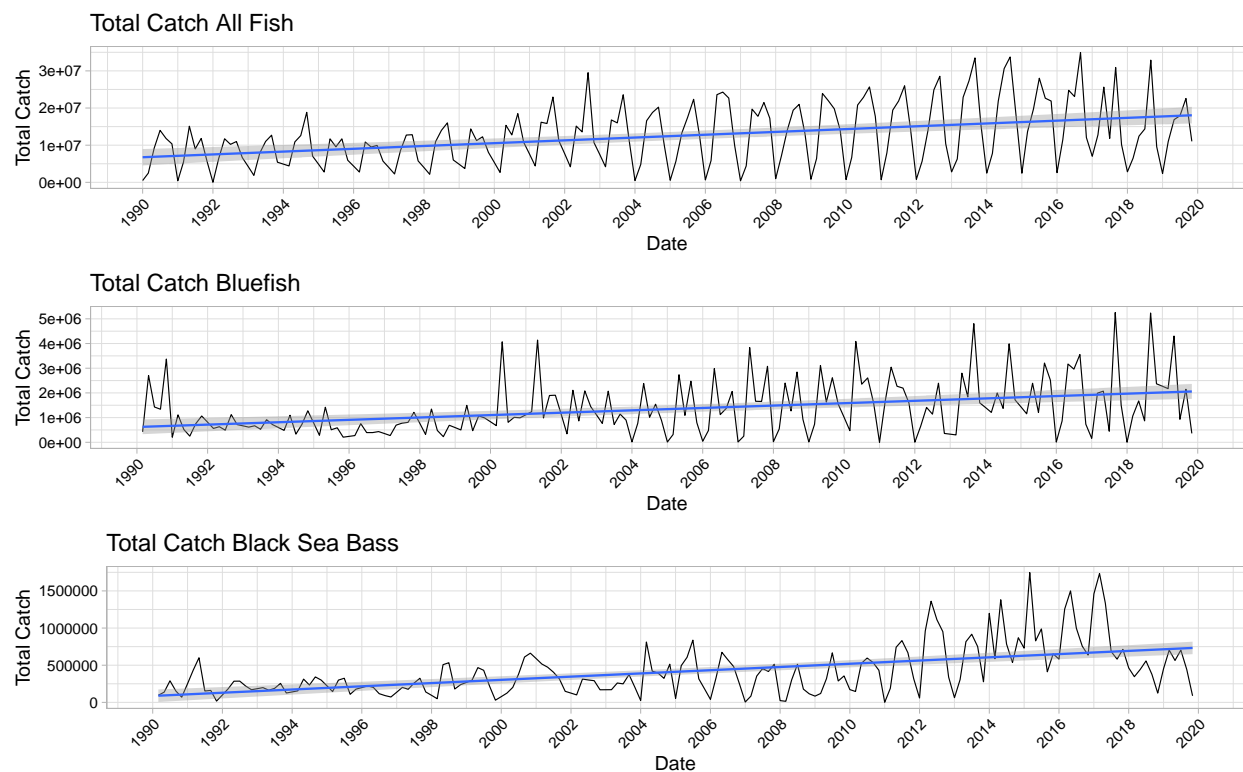 Total Catch All Fish
Total Catch
3e+07
2e+07
1e+07
0e+00
1990 1992 1994 1996 1998 2000 2002 2004 2006 2008 2010 2012 2014 2016 2018 2020
Date
Total Catch Bluefish
Total Catch
5e+06
4e+06
3e+06
2e+06
1e+06
0e+00
1990 1992 1994 1996 1998 2000 2002 2004 2006 2008 2010 2012 2014 2016 2018 2020
Date
Total Catch Black Sea Bass
Total Catch
1500000
1000000
500000
0
1990 1992 1994 1996 1998 2000 2002 2004 2006 2008 2010 2012 2014 2016 2018 2020
Date